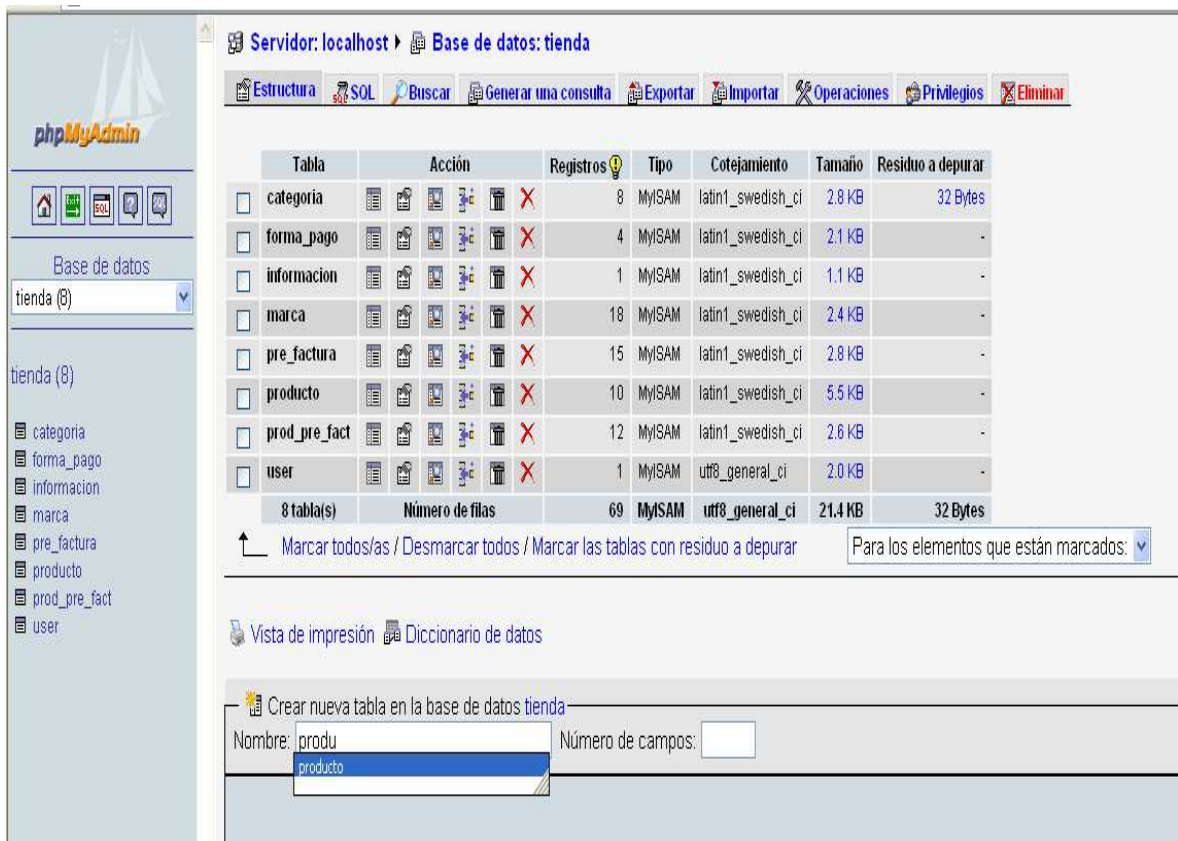 Servidor: localhost ▸ Base de datos: tienda
Estructura SQL Buscar Generar una consulta Exportar Importar Operaciones Privilegios Eliminar
phpMyAdmin
Base de datos
tienda (8)
tienda (8)
categoria
forma_pago
informacion
marca
pre_factura
producto
prod_pre_fact
user
Tabla Acción Registros Tipo Cotejamiento Tamaño Residuo a depurar
categoria 8 MyISAM latin1_swedish_ci 2.8 KB 32 Bytes
forma_pago 4 MyISAM latin1_swedish_ci 2.1 KB -
informacion 1 MyISAM latin1_swedish_ci 1.1 KB -
marca 18 MyISAM latin1_swedish_ci 2.4 KB -
pre_factura 15 MyISAM latin1_swedish_ci 2.8 KB -
producto 10 MyISAM latin1_swedish_ci 5.5 KB -
prod_pre_fact 12 MyISAM latin1_swedish_ci 2.6 KB -
user 1 MyISAM utf8_general_ci 2.0 KB -
8 tabla(s) Número de filas 69 MyISAM utf8_general_ci 21.4 KB 32 Bytes
Marcar todos/as / Desmarcar todos / Marcar las tablas con residuo a depurar Para los elementos que están marcados:
Vista de impresión Diccionario de datos
Crear nueva tabla en la base de datos tienda
Nombre: produ Número de campos:
producto